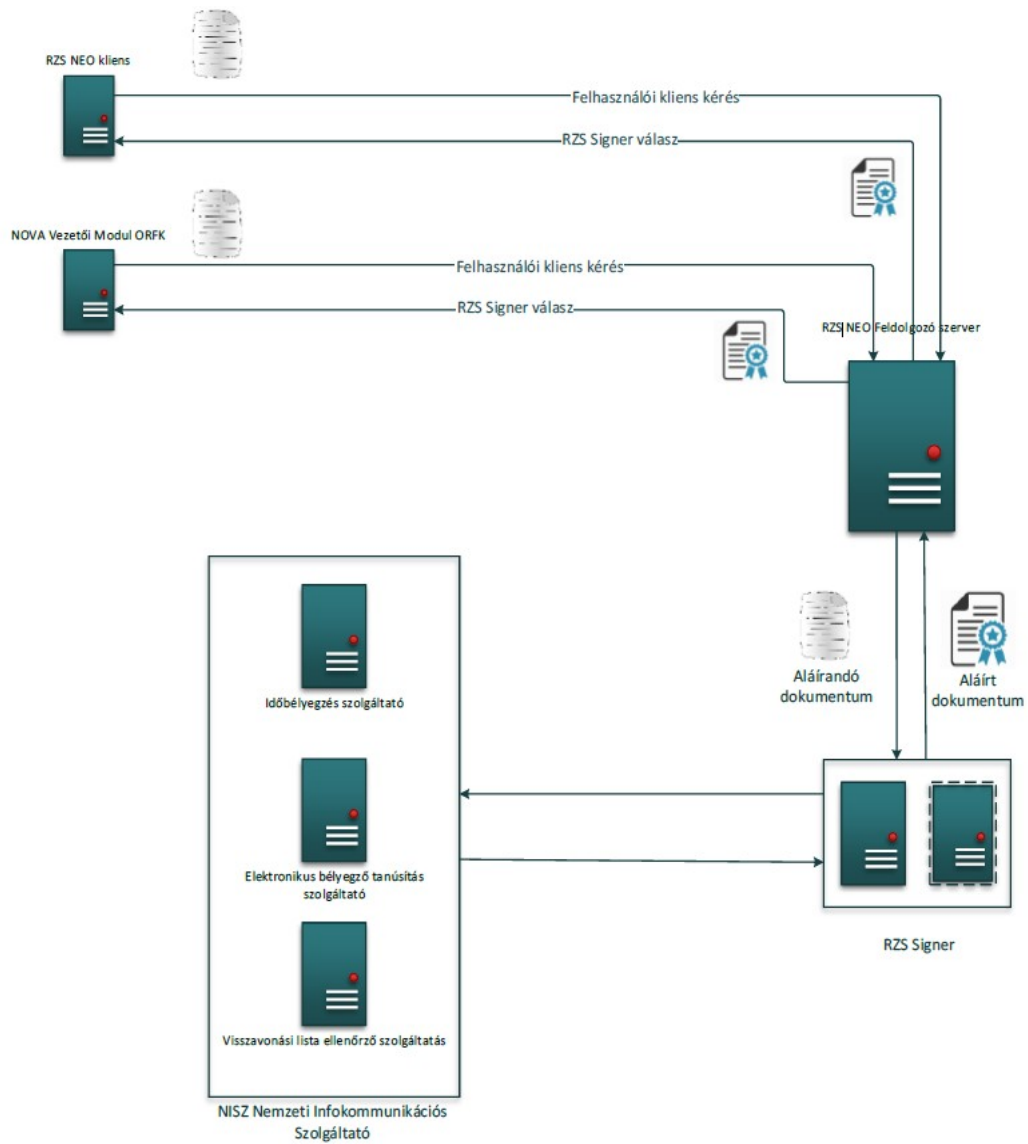 RZS NEO kliens
Felhasználói kliens kérés
RZS Signer válasz
NOVA Vezetői Modul ORFK
Felhasználói kliens kérés
RZS Signer válasz
RZS NEO Feldolgozó szerver
Időbélyegzés szolgáltató
Aláírandó
dokumentum
Aláírt
dokumentum
Elektronikus bélyegző tanúsítás
szolgáltató
RZS Signer
Visszavonási lista ellenőrző szolgáltatás
NISZ Nemzeti Infokommunikációs
Szolgáltató